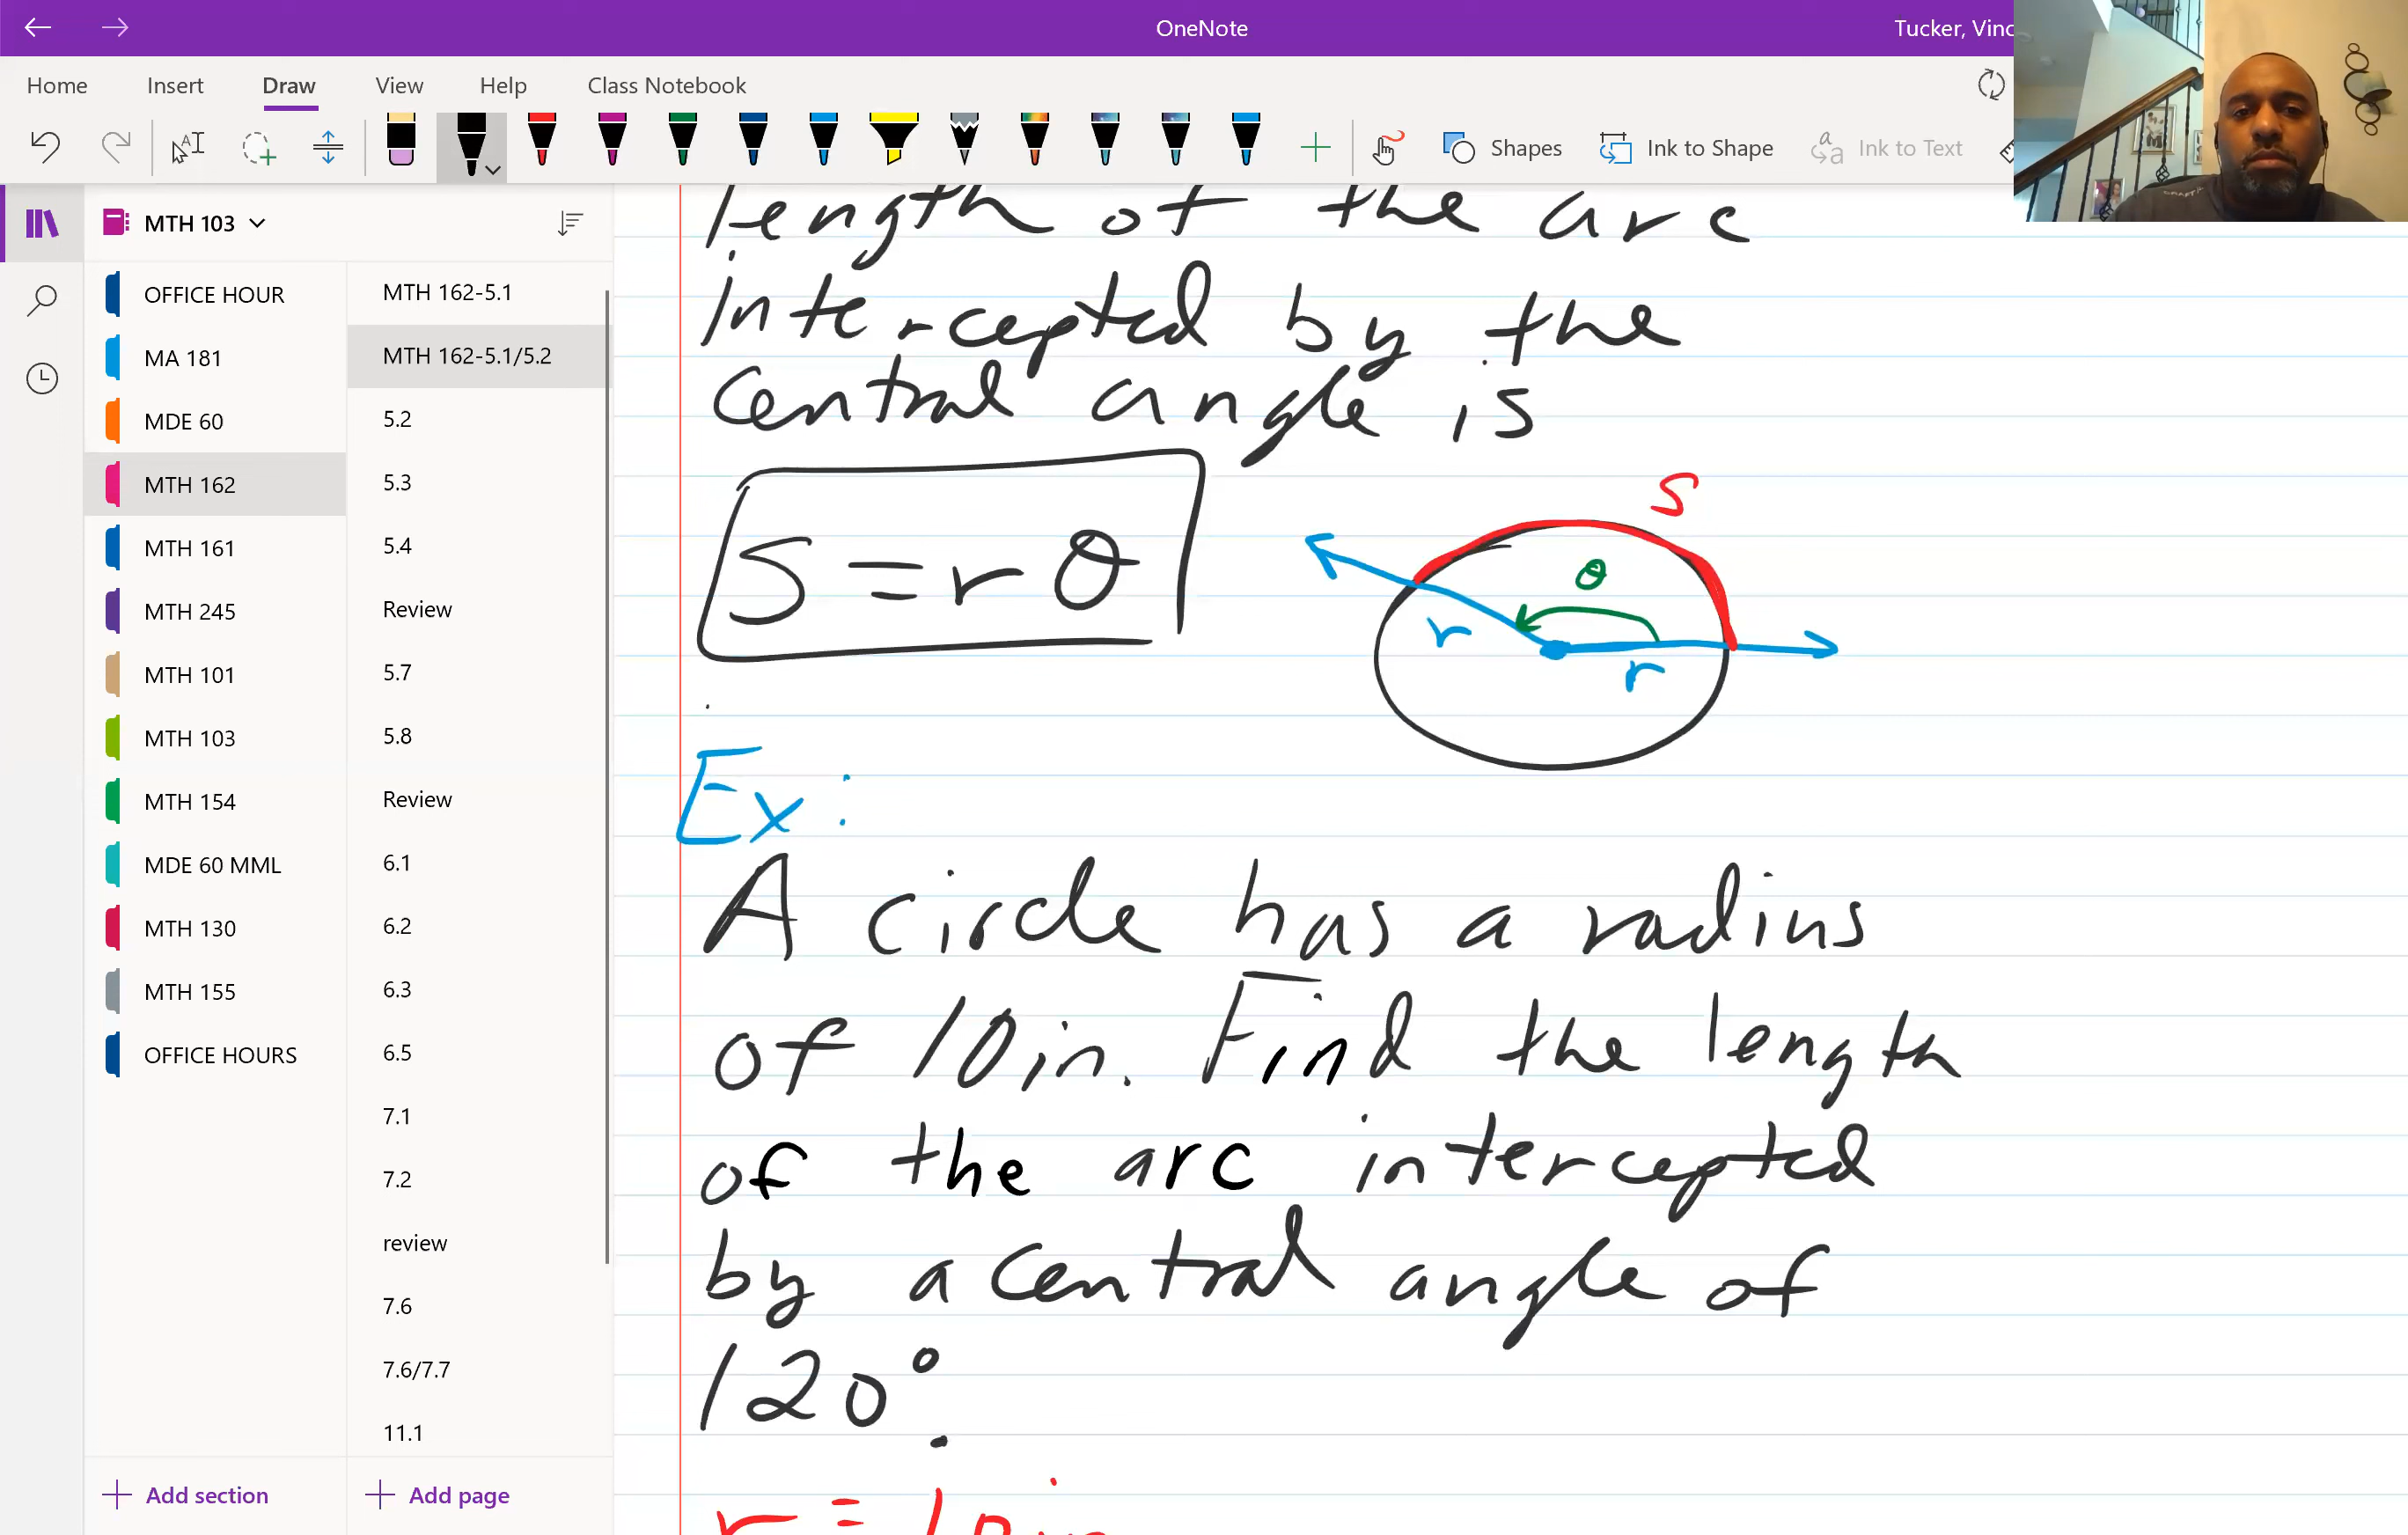 OneNote
Tucker, Vinc
Home Insert Draw View Help Class Notebook
Shapes Ink to Shape Ink to Text
MTH 103
OFFICE HOUR
MA 181
MDE 60
MTH 162
MTH 161
MTH 245
MTH 101
MTH 103
MTH 154
MDE 60 MML
MTH 130
MTH 155
OFFICE HOURS
Add section
MTH 162-5.1
MTH 162-5.1/5.2
5.2
5.3
5.4
Review
5.7
5.8
Review
6.1
6.2
6.3
6.5
7.1
7.2
review
7.6
7.6/7.7
11.1
Add page
length of the arc
intercepted by the
central angle is
S = r θ
S
θ
r
r
Ex:
A circle has a radius
of 10in. Find the length
of the arc intercepted
by a central angle of
120°.
r = 10in